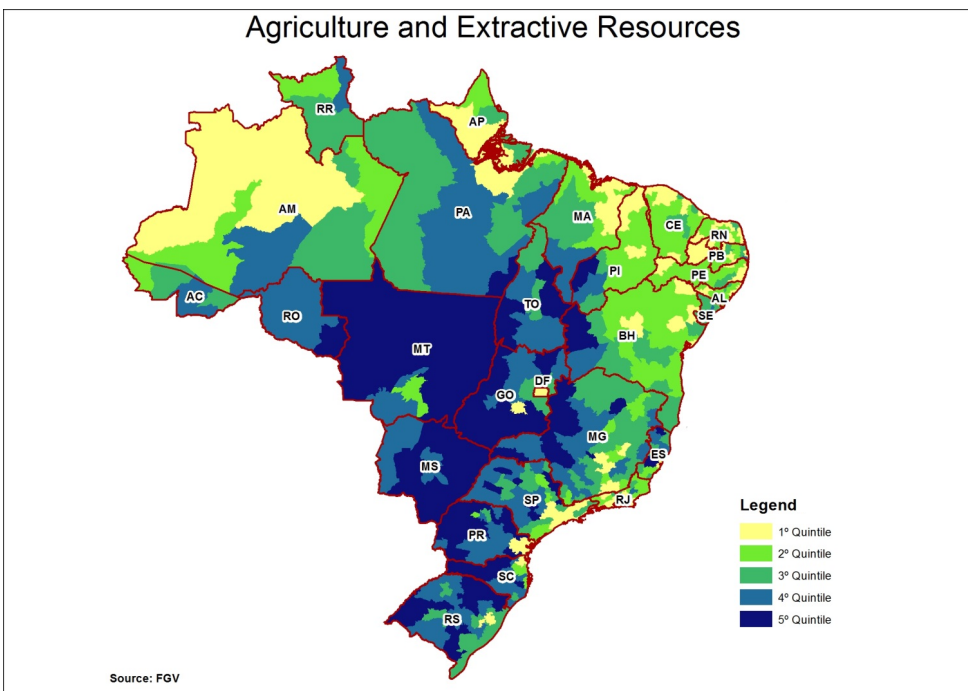 Agriculture and Extractive Resources
RR
AP
AM
PA
MA
CE
RN
PB
PI
PE
AC
TO
AL
RO
SE
BH
MT
DF
GO
MG
MS
ES
SP
RJ
PR
SC
RS
Legend
1º Quintile
2º Quintile
3º Quintile
4º Quintile
5º Quintile
Source: FGV